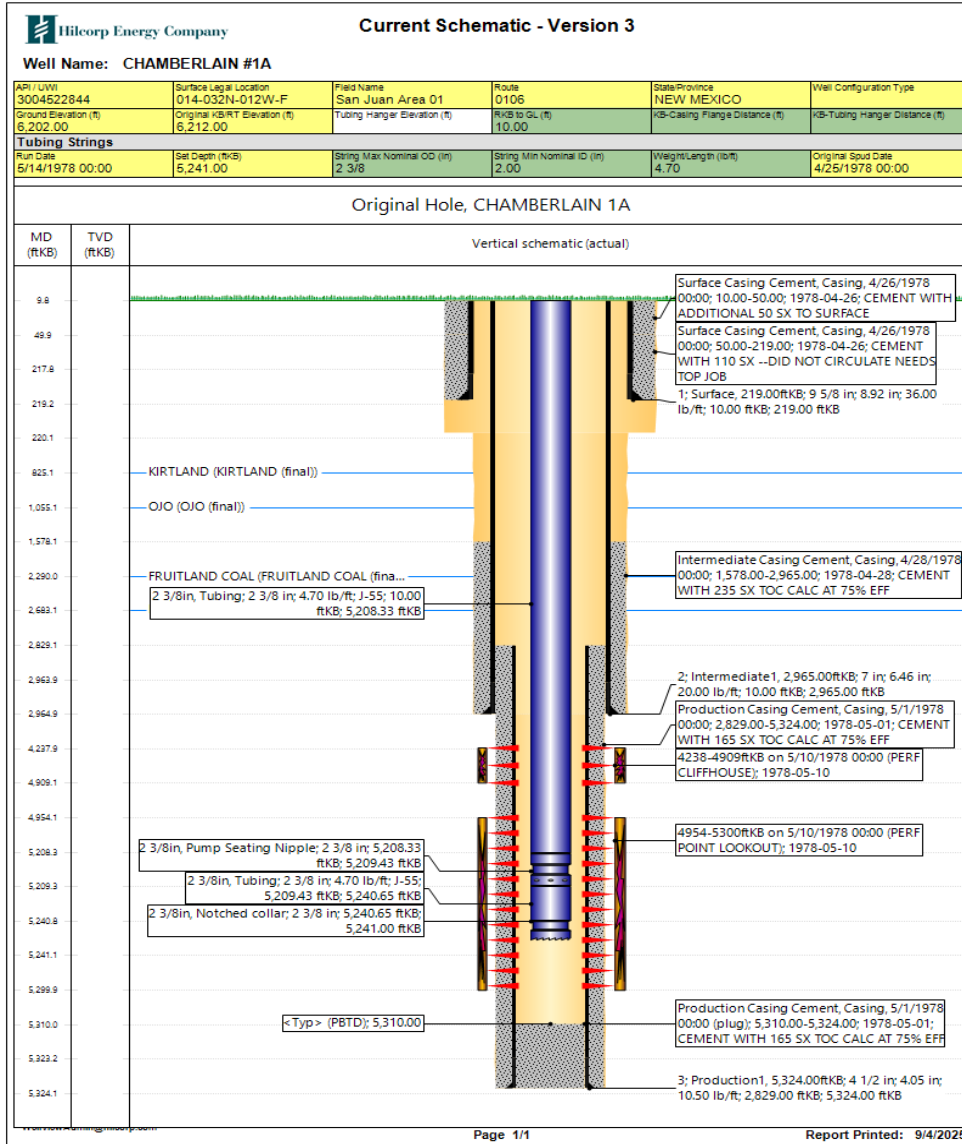 Hilcorp Energy Company
Current Schematic - Version 3
Well Name: CHAMBERLAIN #1A
API / UWI
3004522844
Surface Legal Location
014-032N-012W-F
Field Name
San Juan Area 01
Route
0106
State/Province
NEW MEXICO
Well Configuration Type
Ground Elevation (ft)
6,202.00
Original KB/RT Elevation (ft)
6,212.00
Tubing Hanger Elevation (ft)
RKB to GL (ft)
10.00
KB-Casing Flange Distance (ft)
KB-Tubing Hanger Distance (ft)
Tubing Strings
Run Date
5/14/1978 00:00
Set Depth (ftKB)
5,241.00
String Max Nominal OD (in)
2 3/8
String Min Nominal ID (in)
2.00
Weight/Length (lb/ft)
4.70
Original Spud Date
4/25/1978 00:00
Original Hole, CHAMBERLAIN 1A
MD
(ftKB)
TVD
(ftKB)
Vertical schematic (actual)
9.8
49.9
217.8
219.2
220.1
825.1
1,055.1
1,578.1
2,290.0
2,683.1
2,829.1
2,963.9
2,964.9
4,237.9
4,909.1
4,954.1
5,208.3
5,209.3
5,240.8
5,241.1
5,299.9
5,310.0
5,323.2
5,324.1
Surface Casing Cement, Casing, 4/26/1978
00:00; 10.00-50.00; 1978-04-26; CEMENT WITH
ADDITIONAL 50 SX TO SURFACE
Surface Casing Cement, Casing, 4/26/1978
00:00; 50.00-219.00; 1978-04-26; CEMENT
WITH 110 SX --DID NOT CIRCULATE NEEDS
TOP JOB
1; Surface, 219.00ftKB; 9 5/8 in; 8.92 in; 36.00
lb/ft; 10.00 ftKB; 219.00 ftKB
KIRTLAND (KIRTLAND (final))
OJO (OJO (final))
FRUITLAND COAL (FRUITLAND COAL (fina...
Intermediate Casing Cement, Casing, 4/28/1978
00:00; 1,578.00-2,965.00; 1978-04-28; CEMENT
WITH 235 SX TOC CALC AT 75% EFF
2 3/8in, Tubing; 2 3/8 in; 4.70 lb/ft; J-55; 10.00
ftKB; 5,208.33 ftKB
2; Intermediate1, 2,965.00ftKB; 7 in; 6.46 in;
20.00 lb/ft; 10.00 ftKB; 2,965.00 ftKB
Production Casing Cement, Casing, 5/1/1978
00:00; 2,829.00-5,324.00; 1978-05-01; CEMENT
WITH 165 SX TOC CALC AT 75% EFF
4238-4909ftKB on 5/10/1978 00:00 (PERF
CLIFFHOUSE); 1978-05-10
4954-5300ftKB on 5/10/1978 00:00 (PERF
POINT LOOKOUT); 1978-05-10
2 3/8in, Pump Seating Nipple; 2 3/8 in; 5,208.33
ftKB; 5,209.43 ftKB
2 3/8in, Tubing; 2 3/8 in; 4.70 lb/ft; J-55;
5,209.43 ftKB; 5,240.65 ftKB
2 3/8in, Notched collar; 2 3/8 in; 5,240.65 ftKB;
5,241.00 ftKB
<Typ> (PBTD); 5,310.00
Production Casing Cement, Casing, 5/1/1978
00:00 (plug); 5,310.00-5,324.00; 1978-05-01;
CEMENT WITH 165 SX TOC CALC AT 75% EFF
3; Production1, 5,324.00ftKB; 4 1/2 in; 4.05 in;
10.50 lb/ft; 2,829.00 ftKB; 5,324.00 ftKB
Page 1/1
Report Printed: 9/4/2025